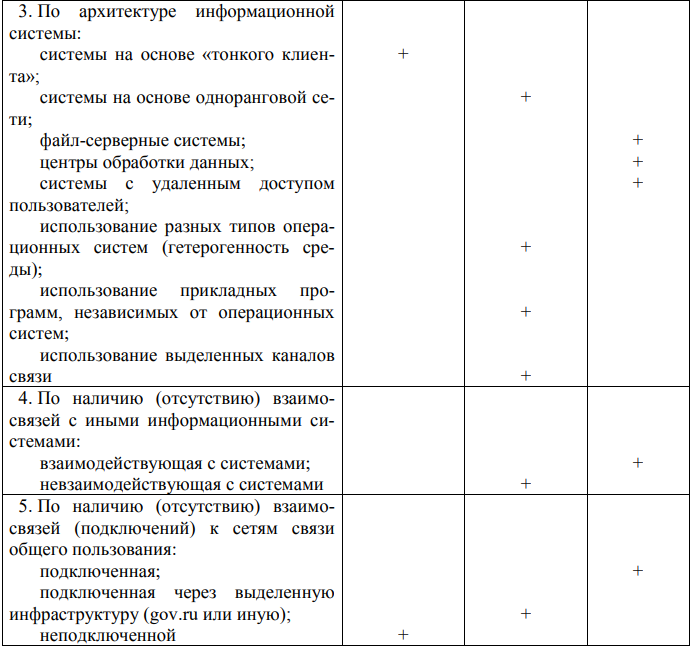 3. По архитектуре информационной
системы:
системы на основе «тонкого клиен- +
та»;
системы на основе одноранговой се- +
ти;
файл-серверные системы; +
центры обработки данных; +
системы с удаленным доступом +
пользователей;
использование разных типов опера-
ционных систем (гетерогенность сре- +
ды);
использование прикладных про-
грамм, независимых от операционных +
систем;
использование выделенных каналов
связи +
4. По наличию (отсутствию) взаимо-
связей с иными информационными си-
стемами:
взаимодействующая с системами; +
невзаимодействующая с системами +
5. По наличию (отсутствию) взаимо-
связей (подключений) к сетям связи
общего пользования:
подключенная; +
подключенная через выделенную
инфраструктуру (gov.ru или иную); +
неподключенной +